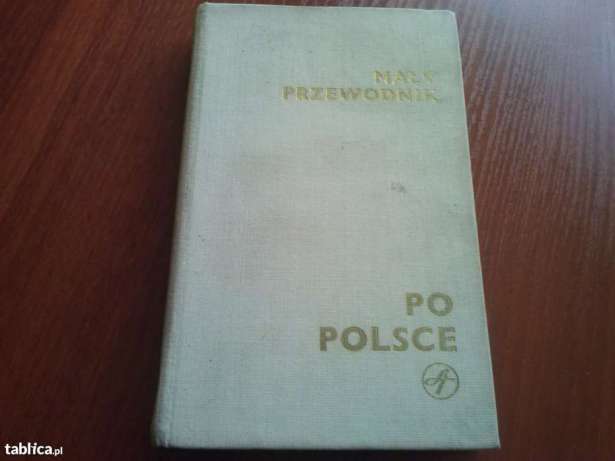 MAŁY
PRZEWODNIK
PO
POLSCE
tablica.pl